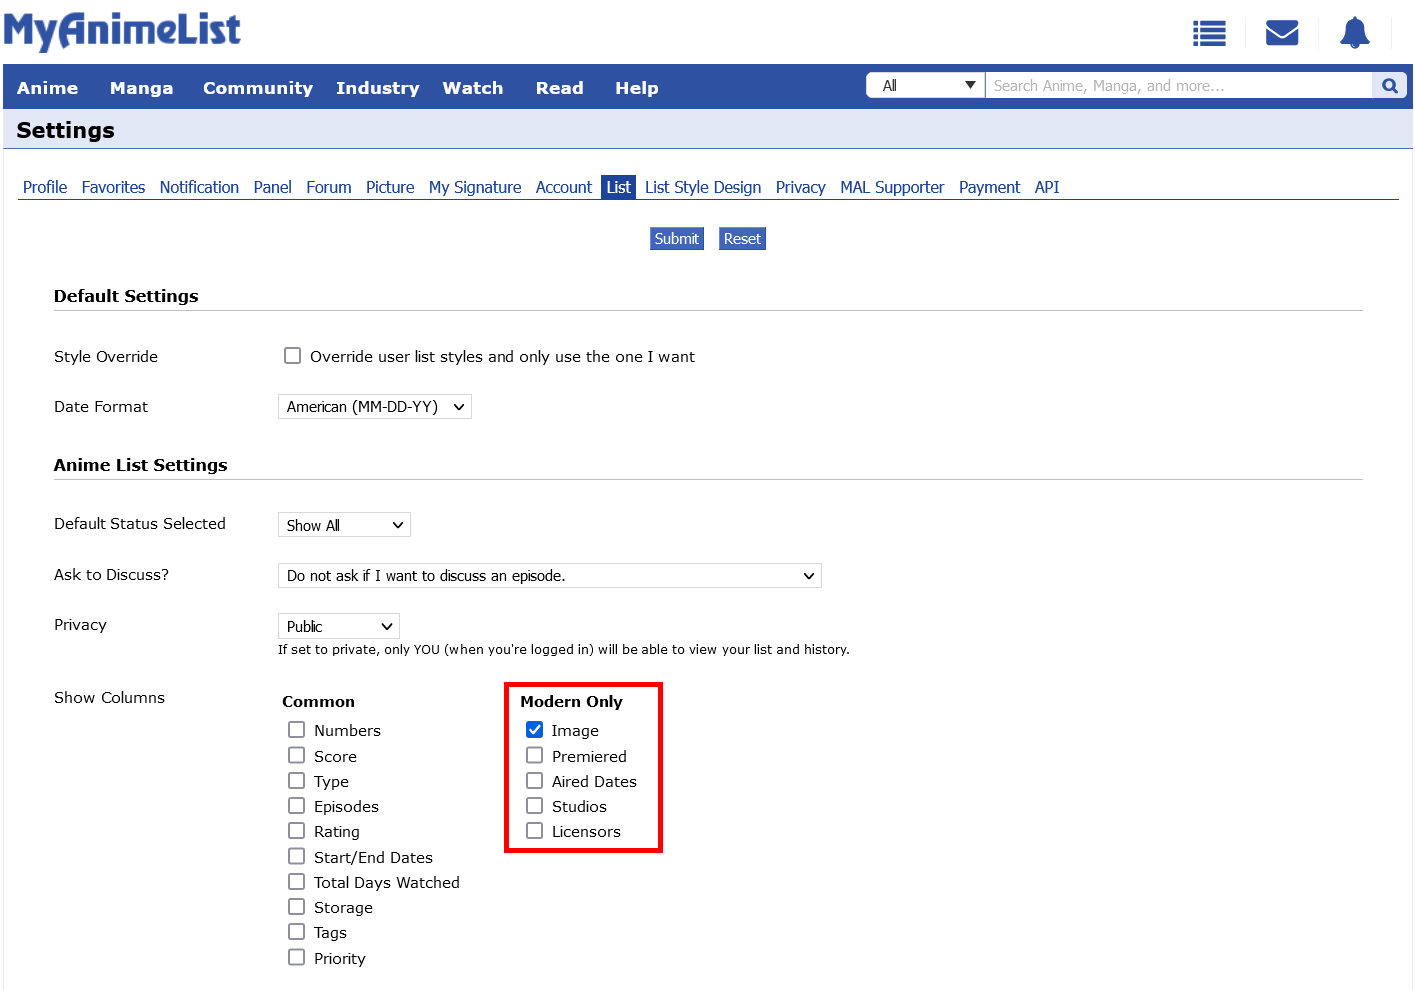 MyAnimeList
Anime Manga Community Industry Watch Read Help All Search Anime, Manga, and more...
Settings
Profile Favorites Notification Panel Forum Picture My Signature Account List List Style Design Privacy MAL Supporter Payment API
Submit Reset
Default Settings
Style Override Override user list styles and only use the one I want
Date Format American (MM-DD-YY)
Anime List Settings
Default Status Selected Show All
Ask to Discuss? Do not ask if I want to discuss an episode.
Privacy Public
If set to private, only YOU (when you're logged in) will be able to view your list and history.
Show Columns Common Modern Only
Numbers Image
Score Premiered
Type Aired Dates
Episodes Studios
Rating Licensors
Start/End Dates
Total Days Watched
Storage
Tags
Priority